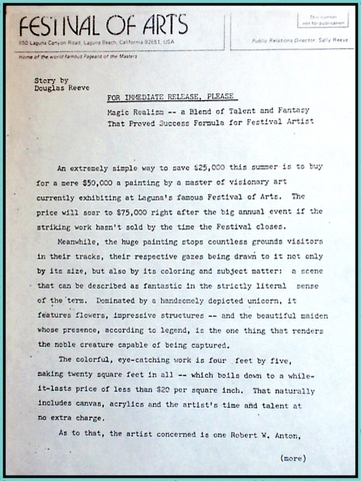 FESTIVAL OF ARTS
This number
not for publication
650 Laguna Canyon Road, Laguna Beach, California 92651, USA
Public Relations Director: Sally Reeve
Home of the world famous Pageant of the Masters
Story by
Douglas Reeve
FOR IMMEDIATE RELEASE, PLEASE
Magic Realism -- a Blend of Talent and Fantasy
That Proved Success Formula for Festival Artist
An extremely simple way to save $25,000 this summer is to buy
for a mere $50,000 a painting by a master of visionary art
currently exhibiting at Laguna's famous Festival of Arts. The
price will soar to $75,000 right after the big annual event if the
striking work hasn't sold by the time the Festival closes.
Meanwhile, the huge painting stops countless grounds visitors
in their tracks, their respective gazes being drawn to it not only
by its size, but also by its coloring and subject matter: a scene
that can be described as fantastic in the strictly literal sense
of the term. Dominated by a handsomely depicted unicorn, it
features flowers, impressive structures -- and the beautiful maiden
whose presence, according to legend, is the one thing that renders
the noble creature capable of being captured.
The colorful, eye-catching work is four feet by five,
making twenty square feet in all -- which boils down to a while-
it-lasts price of less than $20 per square inch. That naturally
includes canvas, acrylics and the artist's time and talent at
no extra charge.
As to that, the artist concerned is one Robert W. Anton,
(more)